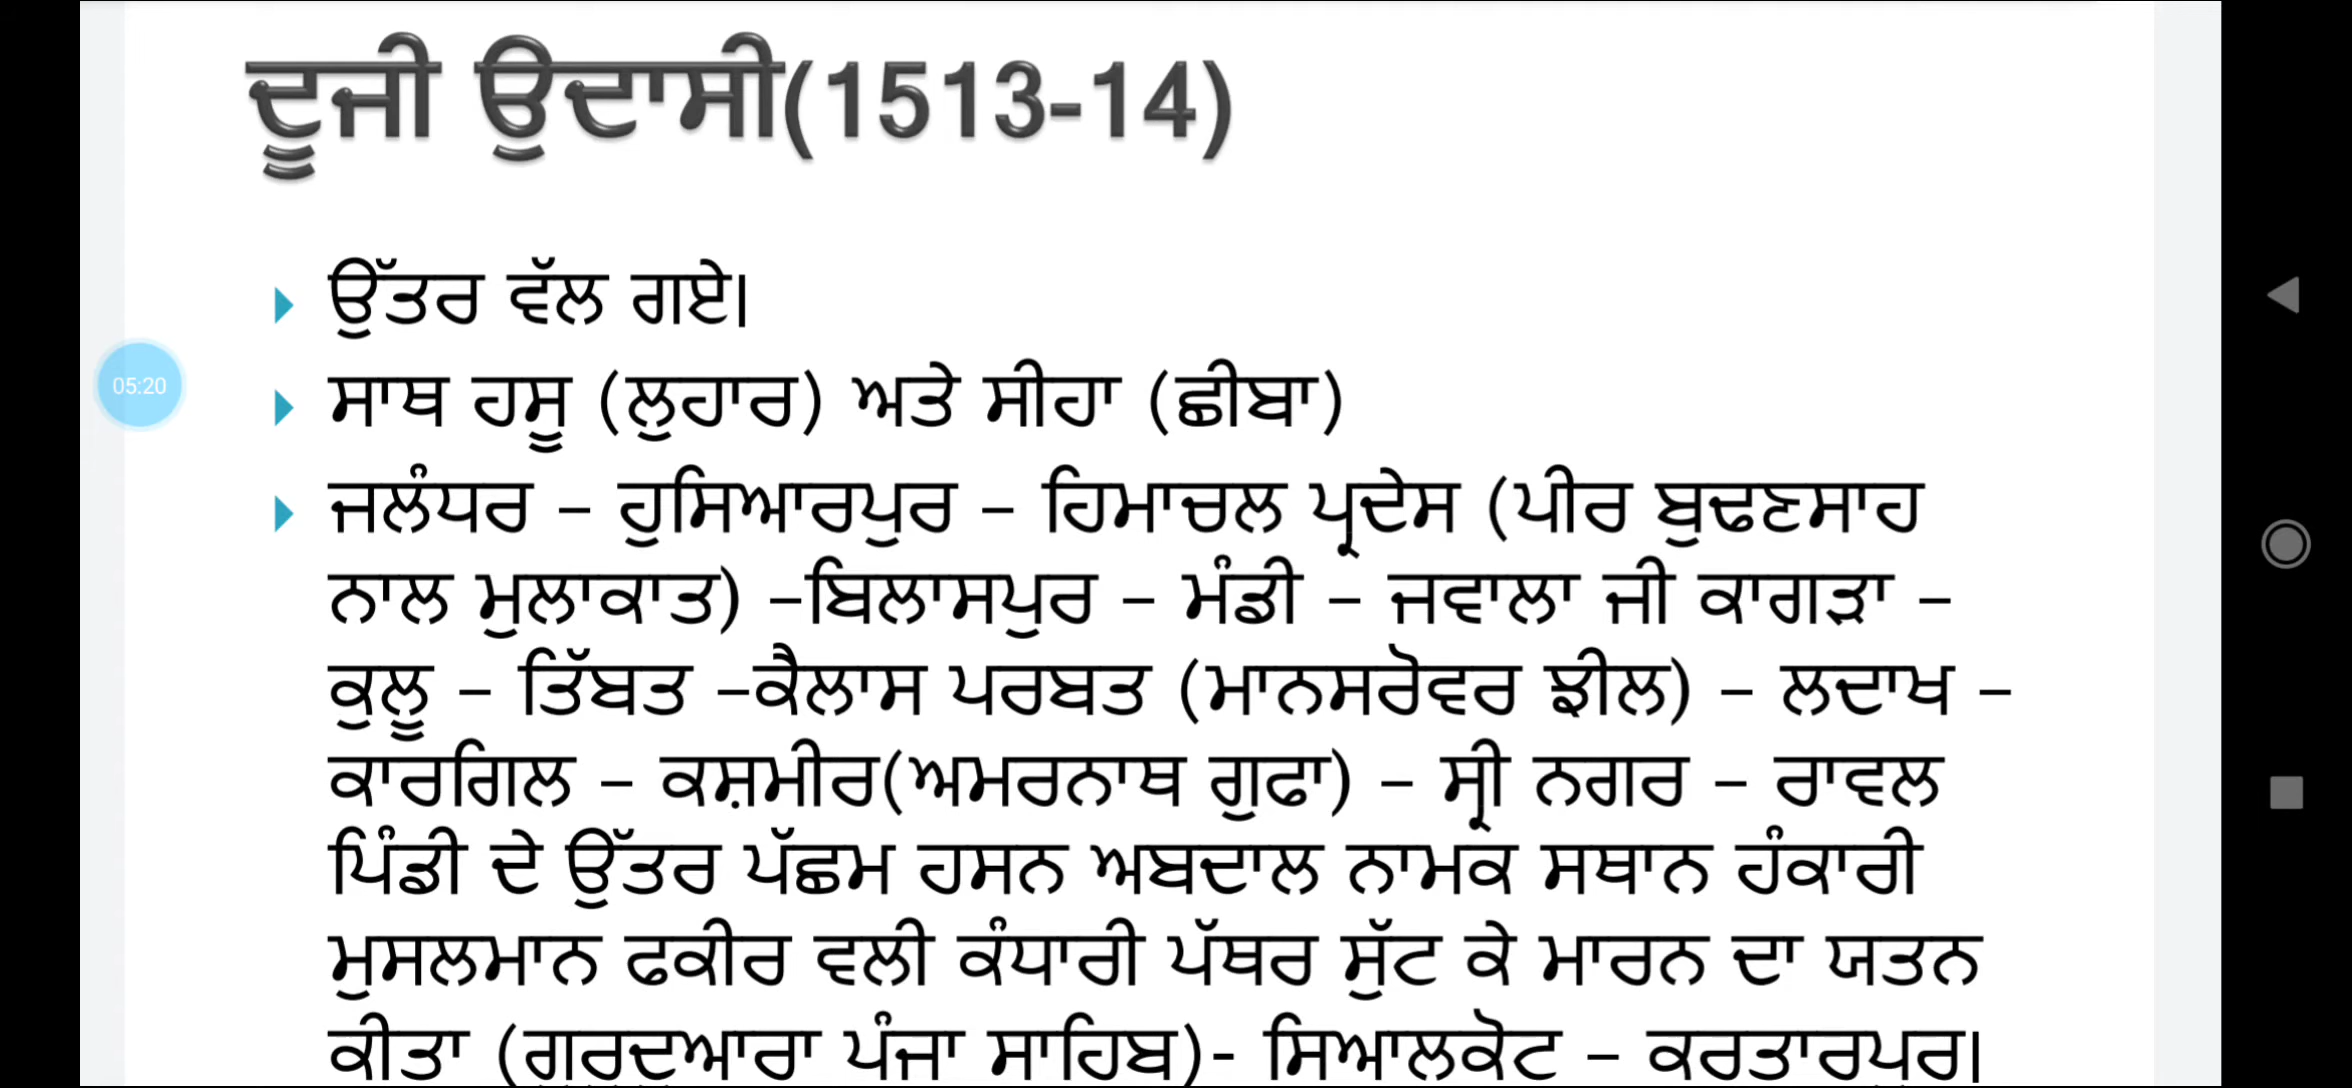 ਦੂਜੀ ਉਦਾਸੀ(1513-14)
ਉੱਤਰ ਵੱਲ ਗਏ।
05:20
ਸਾਥ ਹਸੂ (ਲੁਹਾਰ) ਅਤੇ ਸੀਹਾ (ਛੀਬਾ)
ਜਲੰਧਰ – ਹੁਸਿਆਰਪੁਰ – ਹਿਮਾਚਲ ਪ੍ਰਦੇਸ (ਪੀਰ ਬੁਢਣਸਾਹ
ਨਾਲ ਮੁਲਾਕਾਤ) –ਬਿਲਾਸਪੁਰ – ਮੰਡੀ – ਜਵਾਲਾ ਜੀ ਕਾਗੜਾ –
ਕੁਲੂ – ਤਿੱਬਤ –ਕੈਲਾਸ ਪਰਬਤ (ਮਾਨਸਰੋਵਰ ਝੀਲ) – ਲਦਾਖ –
ਕਾਰਗਿਲ – ਕਸ਼ਮੀਰ(ਅਮਰਨਾਥ ਗੁਫਾ) – ਸ੍ਰੀ ਨਗਰ – ਰਾਵਲ
ਪਿੰਡੀ ਦੇ ਉੱਤਰ ਪੱਛਮ ਹਸਨ ਅਬਦਾਲ ਨਾਮਕ ਸਥਾਨ ਹੰਕਾਰੀ
ਮੁਸਲਮਾਨ ਫਕੀਰ ਵਲੀ ਕੰਧਾਰੀ ਪੱਥਰ ਸੁੱਟ ਕੇ ਮਾਰਨ ਦਾ ਯਤਨ
ਕੀਤਾ (ਗੁਰਦੁਆਰਾ ਪੰਜਾ ਸਾਹਿਬ)- ਸਿਆਲਕੋਟ – ਕਰਤਾਰਪੁਰ।